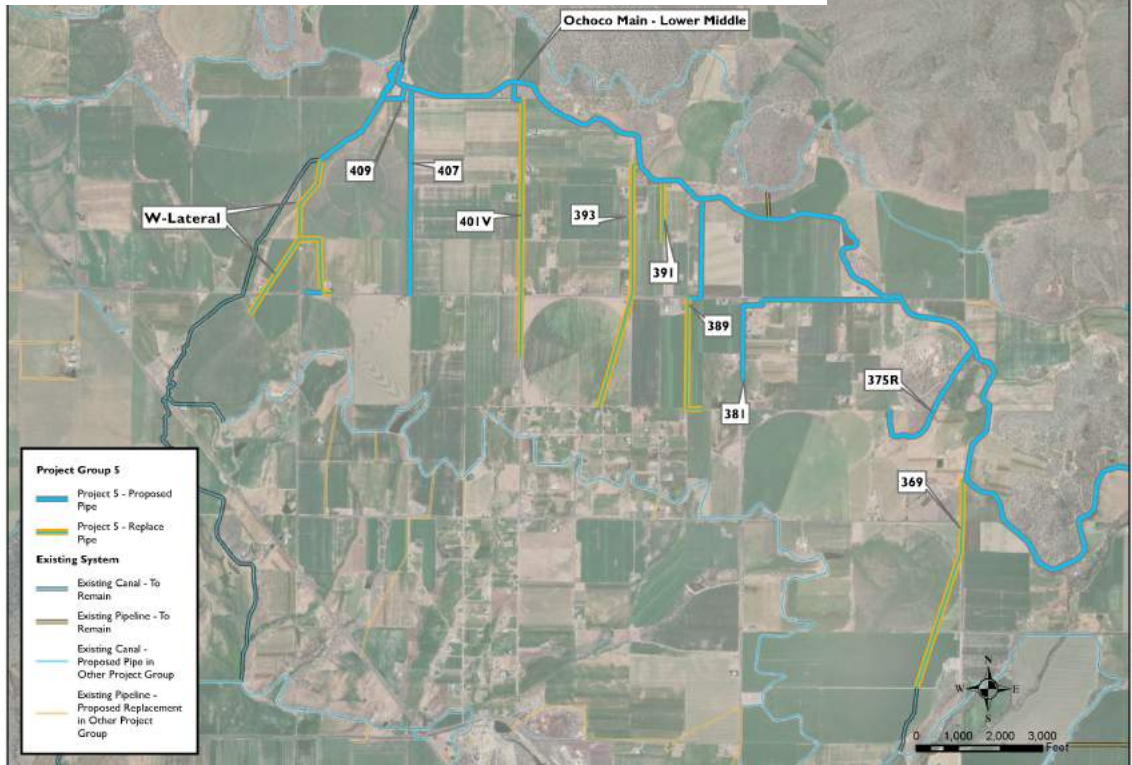 Ochoco Main - Lower Middle
409
407
W-Lateral
401V
393
391
389
381
375R
369
Project Group 5
Project 5 - Proposed
Pipe
Project 5 - Replace
Pipe
Existing System
Existing Canal - To
Remain
Existing Pipeline - To
Remain
Existing Canal -
Proposed Pipe in
Other Project Group
Existing Pipeline -
Proposed Replacement
in Other Project
Group
N
W E
S
0 1,000 2,000 3,000
Feet